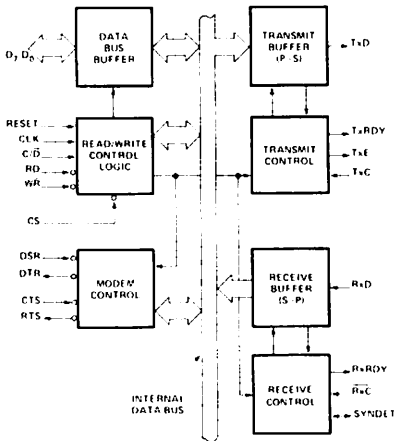 DATA
BUS
BUFFER
D7 D0
TRANSMIT
BUFFER
(P-S)
TxD
RESET
CLK
C/D̅
RD
WR
READ/WRITE
CONTROL
LOGIC
CS
TRANSMIT
CONTROL
TxRDY
TxE
TxC
DSR
DTR
CTS
RTS
MODEM
CONTROL
RECEIVE
BUFFER
(S-P)
RxD
INTERNAL
DATA BUS
RECEIVE
CONTROL
RxRDY
R̅x̅C̅
SYNDET